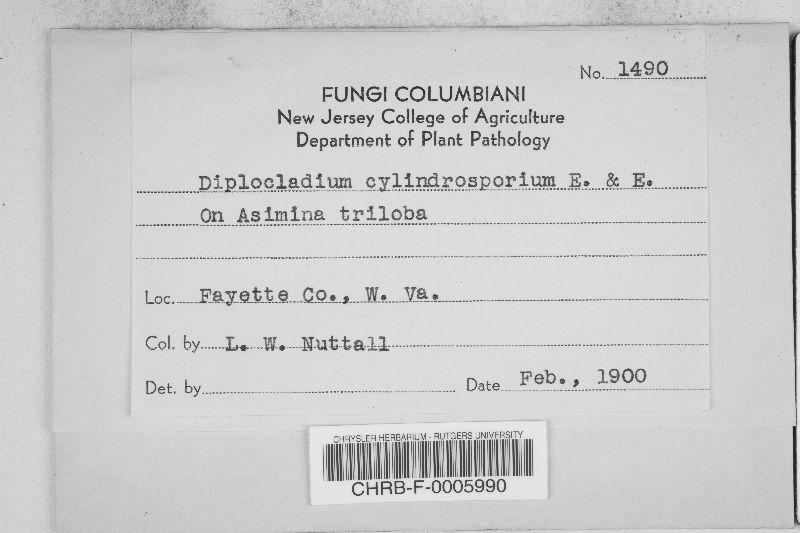 No. 1490
FUNGI COLUMBIANI
New Jersey College of Agriculture
Department of Plant Pathology
Diplocladium cylindrosporium E. & E.
On Asimina triloba
Loc. Fayette Co., W. Va.
Col. by L. W. Nuttall
Det. by Date Feb., 1900
CHRYSLER HERBARIUM - RUTGERS UNIVERSITY
CHRB-F-0005990